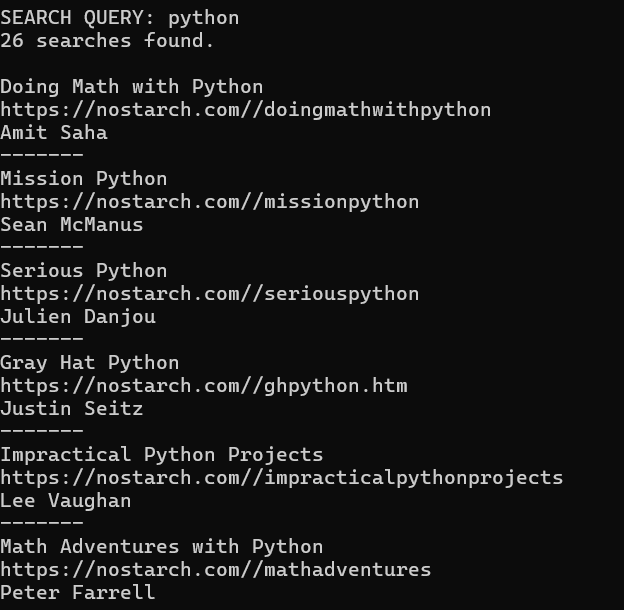 SEARCH QUERY: python
26 searches found.
Doing Math with Python
https://nostarch.com//doingmathwithpython
Amit Saha
-------
Mission Python
https://nostarch.com//missionpython
Sean McManus
-------
Serious Python
https://nostarch.com//seriouspython
Julien Danjou
-------
Gray Hat Python
https://nostarch.com//ghpython.htm
Justin Seitz
-------
Impractical Python Projects
https://nostarch.com//impracticalpythonprojects
Lee Vaughan
-------
Math Adventures with Python
https://nostarch.com//mathadventures
Peter Farrell